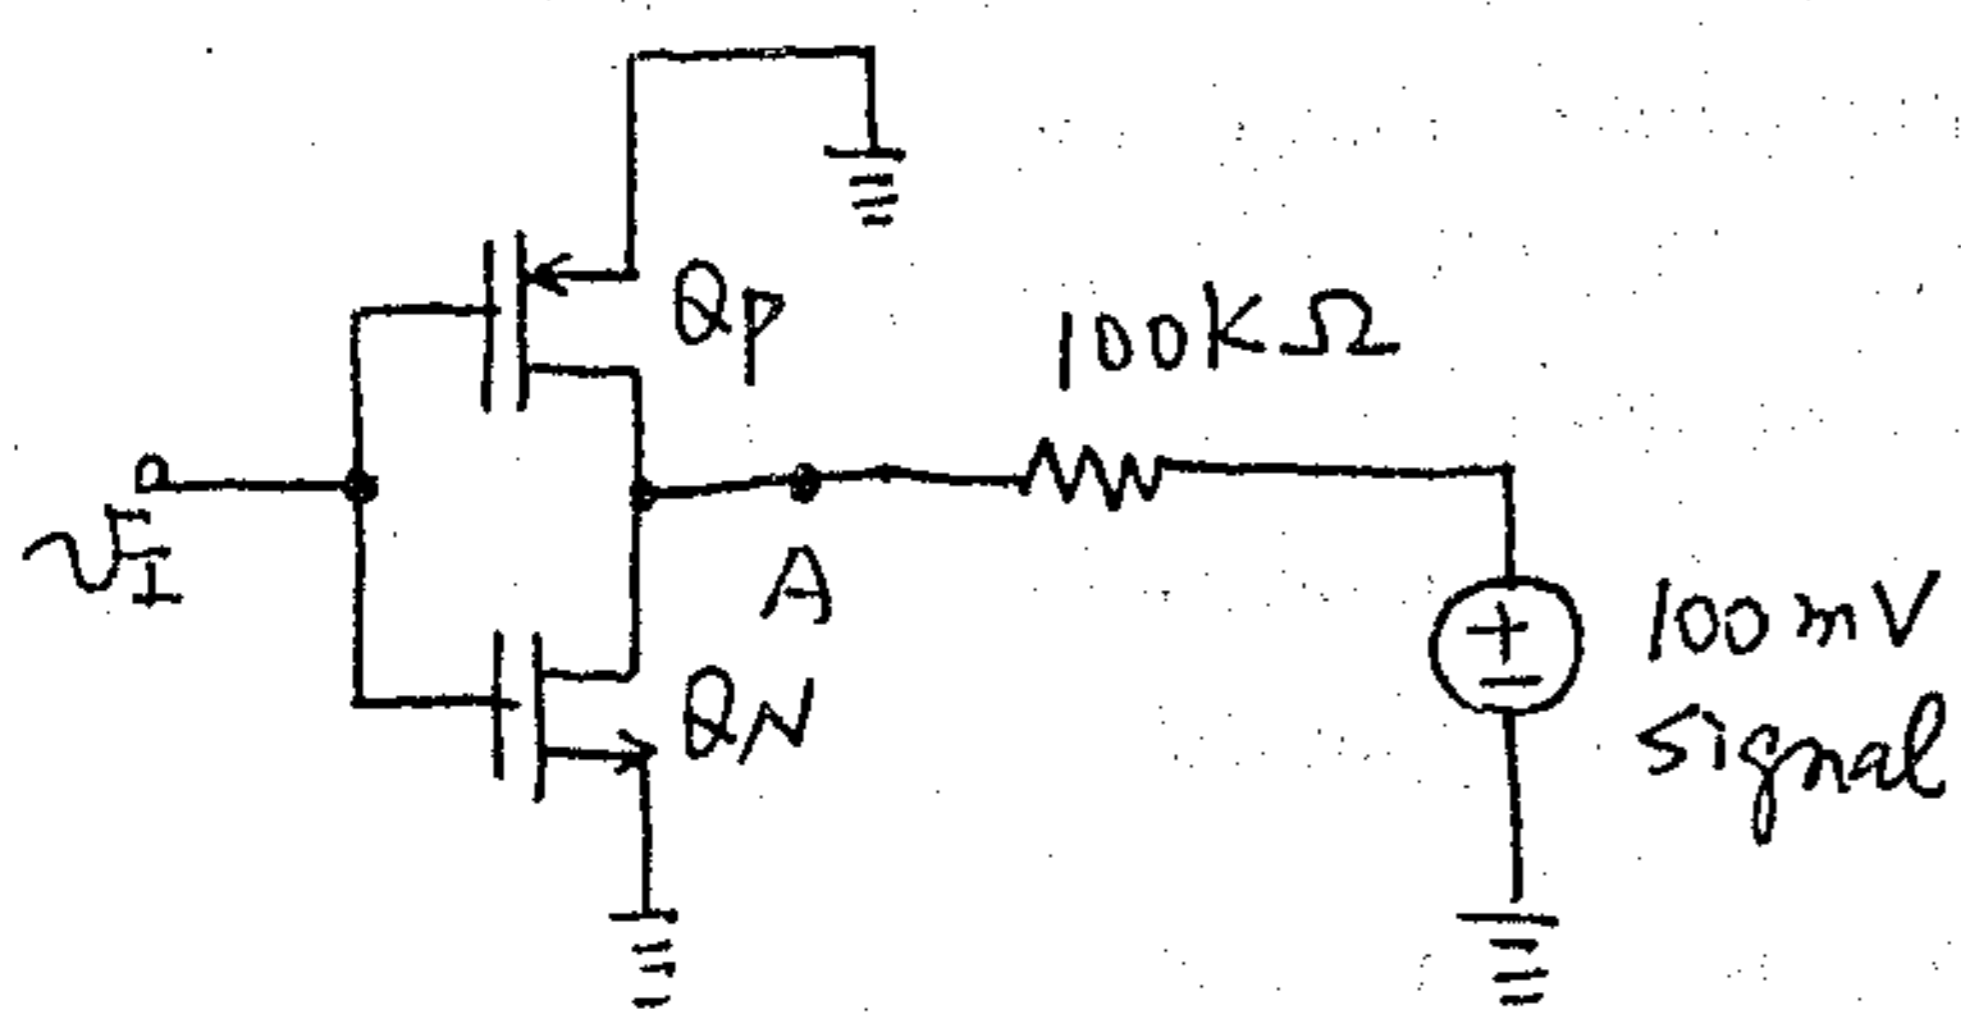 QP
100KΩ
vI
A
QN
100mV
signal